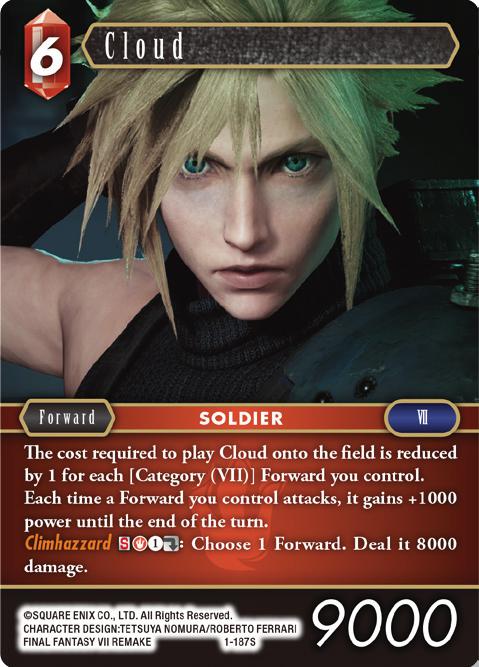 6
Cloud
Forward
SOLDIER
VII
The cost required to play Cloud onto the field is reduced
by 1 for each [Category (VII)] Forward you control.
Each time a Forward you control attacks, it gains +1000
power until the end of the turn.
Climhazzard S 1 : Choose 1 Forward. Deal it 8000
damage.
©SQUARE ENIX CO., LTD. All Rights Reserved.
CHARACTER DESIGN:TETSUYA NOMURA/ROBERTO FERRARI
FINAL FANTASY VII REMAKE 1-187S
9000